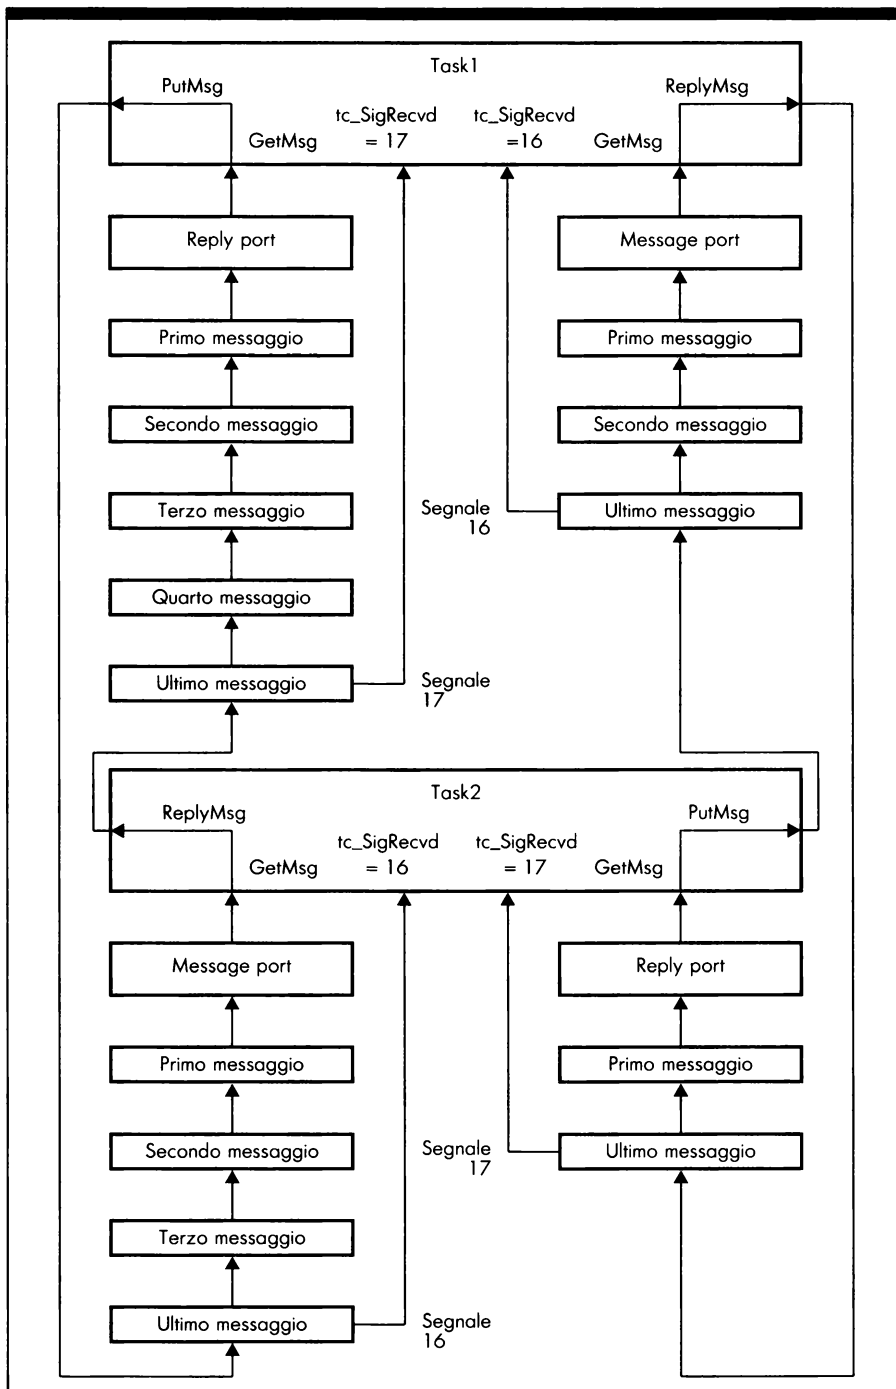 Task1
PutMsg
ReplyMsg
tc_SigRecvd
= 17
tc_SigRecvd
=16
GetMsg
GetMsg
Reply port
Message port
Primo messaggio
Primo messaggio
Secondo messaggio
Secondo messaggio
Terzo messaggio
Segnale
16
Ultimo messaggio
Quarto messaggio
Ultimo messaggio
Segnale
17
Task2
ReplyMsg
PutMsg
tc_SigRecvd
= 16
tc_SigRecvd
= 17
GetMsg
GetMsg
Message port
Reply port
Primo messaggio
Primo messaggio
Secondo messaggio
Segnale
17
Ultimo messaggio
Terzo messaggio
Ultimo messaggio
Segnale
16